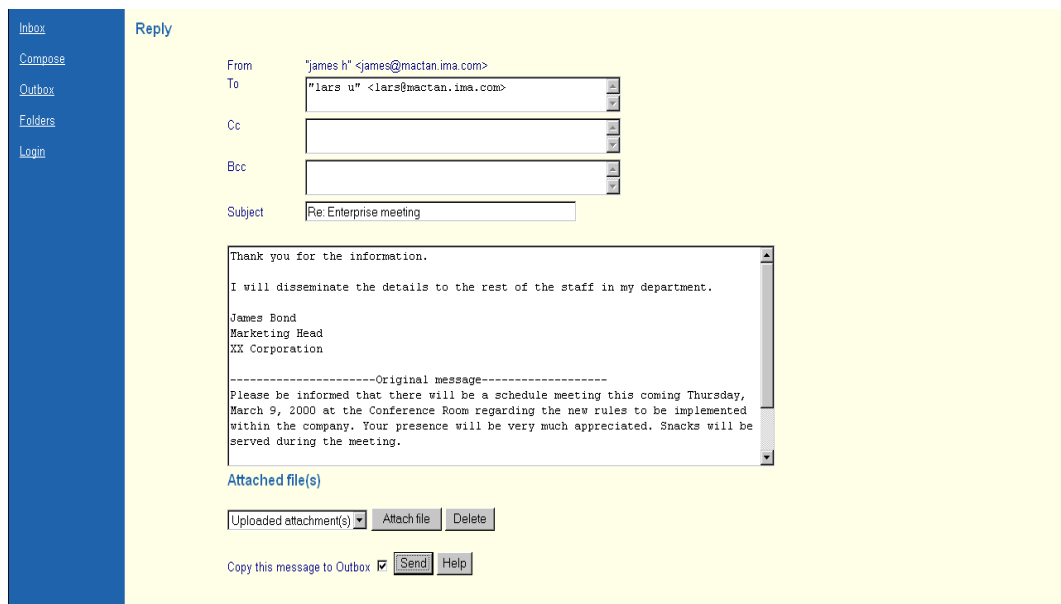 Inbox
Compose
Outbox
Folders
Login
Reply
From "james h" <james@mactan.ima.com>
To "lars u" <lars@mactan.ima.com>
Cc
Bcc
Subject Re: Enterprise meeting
Thank you for the information.
I will disseminate the details to the rest of the staff in my department.
James Bond
Marketing Head
XX Corporation
----------------------Original message-------------------
Please be informed that there will be a schedule meeting this coming Thursday,
March 9, 2000 at the Conference Room regarding the new rules to be implemented
within the company. Your presence will be very much appreciated. Snacks will be
served during the meeting.
Attached file(s)
Uploaded attachment(s) Attach file Delete
Copy this message to Outbox Send Help